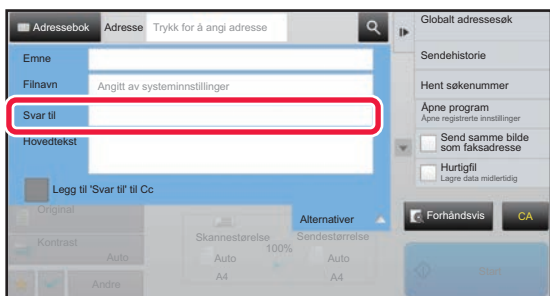 Adressebok
Adresse
Trykk for å angi adresse
Emne
Filnavn
Angitt av systeminnstillinger
Svar til
Hovedtekst
Legg til 'Svar til' til Cc
Original
Alternativer
Kontrast
Auto
Skannestørelse
100%
Sendestørrelse
Auto
Auto
A4
A4
Andre
Globalt adressesøk
Sendehistorie
Hent søkenummer
Åpne program
Åpne registrerte innstillinger
Send samme bilde
som faksadresse
Hurtigfil
Lagre data midlertidig
Forhåndsvis
CA
Start